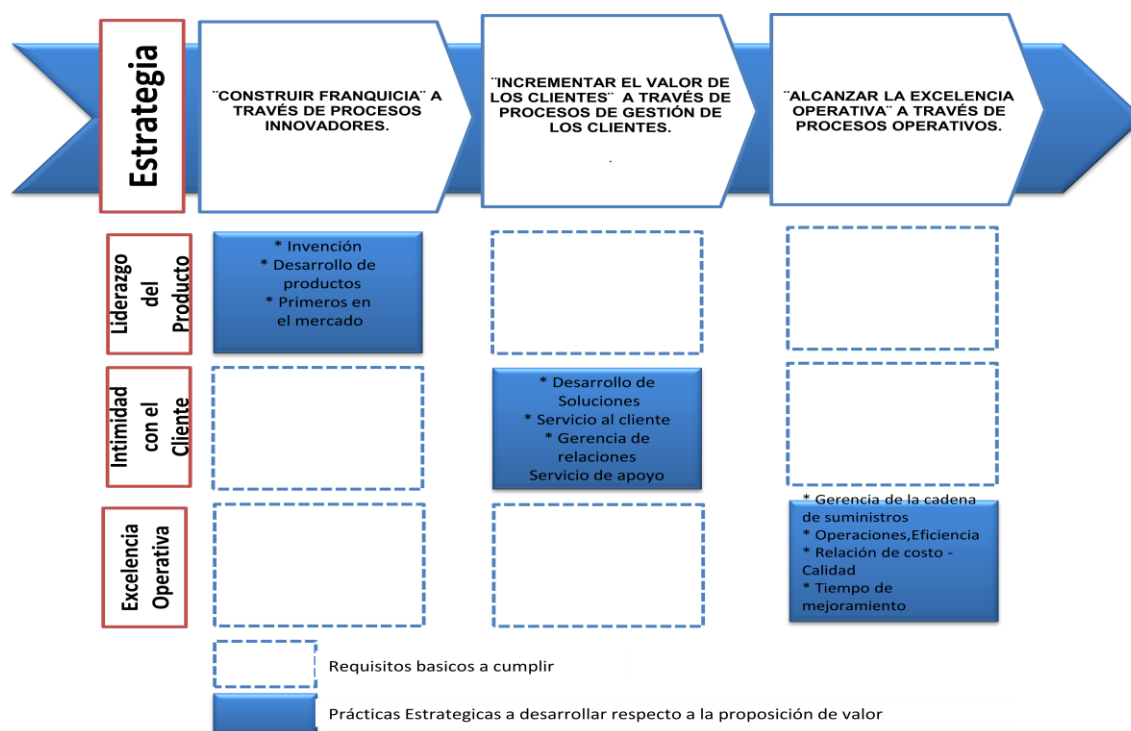 Estrategia
¨CONSTRUIR FRANQUICIA¨ A
TRAVÉS DE PROCESOS
INNOVADORES.
¨INCREMENTAR EL VALOR DE
LOS CLIENTES¨ A TRAVÉS DE
PROCESOS DE GESTIÓN DE
LOS CLIENTES.
.
¨ALCANZAR LA EXCELENCIA
OPERATIVA¨ A TRAVÉS DE
PROCESOS OPERATIVOS.
Liderazgo
del
Producto
* Invención
* Desarrollo de
productos
* Primeros en
el mercado
Intimidad
con el
Cliente
* Desarrollo de
Soluciones
* Servicio al cliente
* Gerencia de
relaciones
Servicio de apoyo
Excelencia
Operativa
* Gerencia de la cadena
de suministros
* Operaciones,Eficiencia
* Relación de costo -
Calidad
* Tiempo de
mejoramiento
Requisitos basicos a cumplir
Prácticas Estrategicas a desarrollar respecto a la proposición de valor